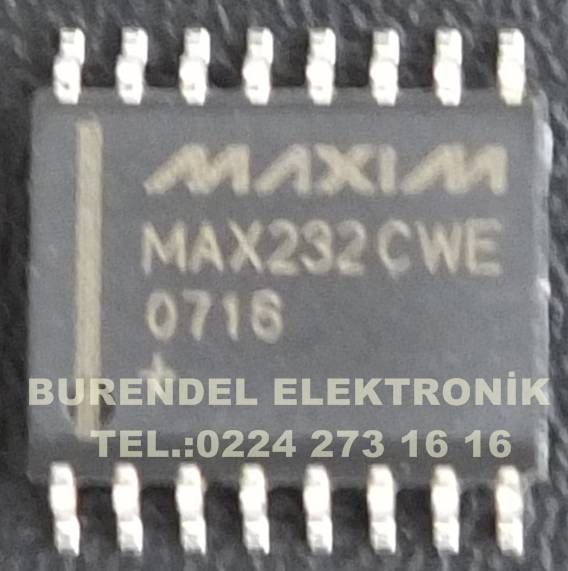 MAXIM
MAX232CWE
0716
+
BURENDEL ELEKTRONİK
TEL.:0224 273 16 16